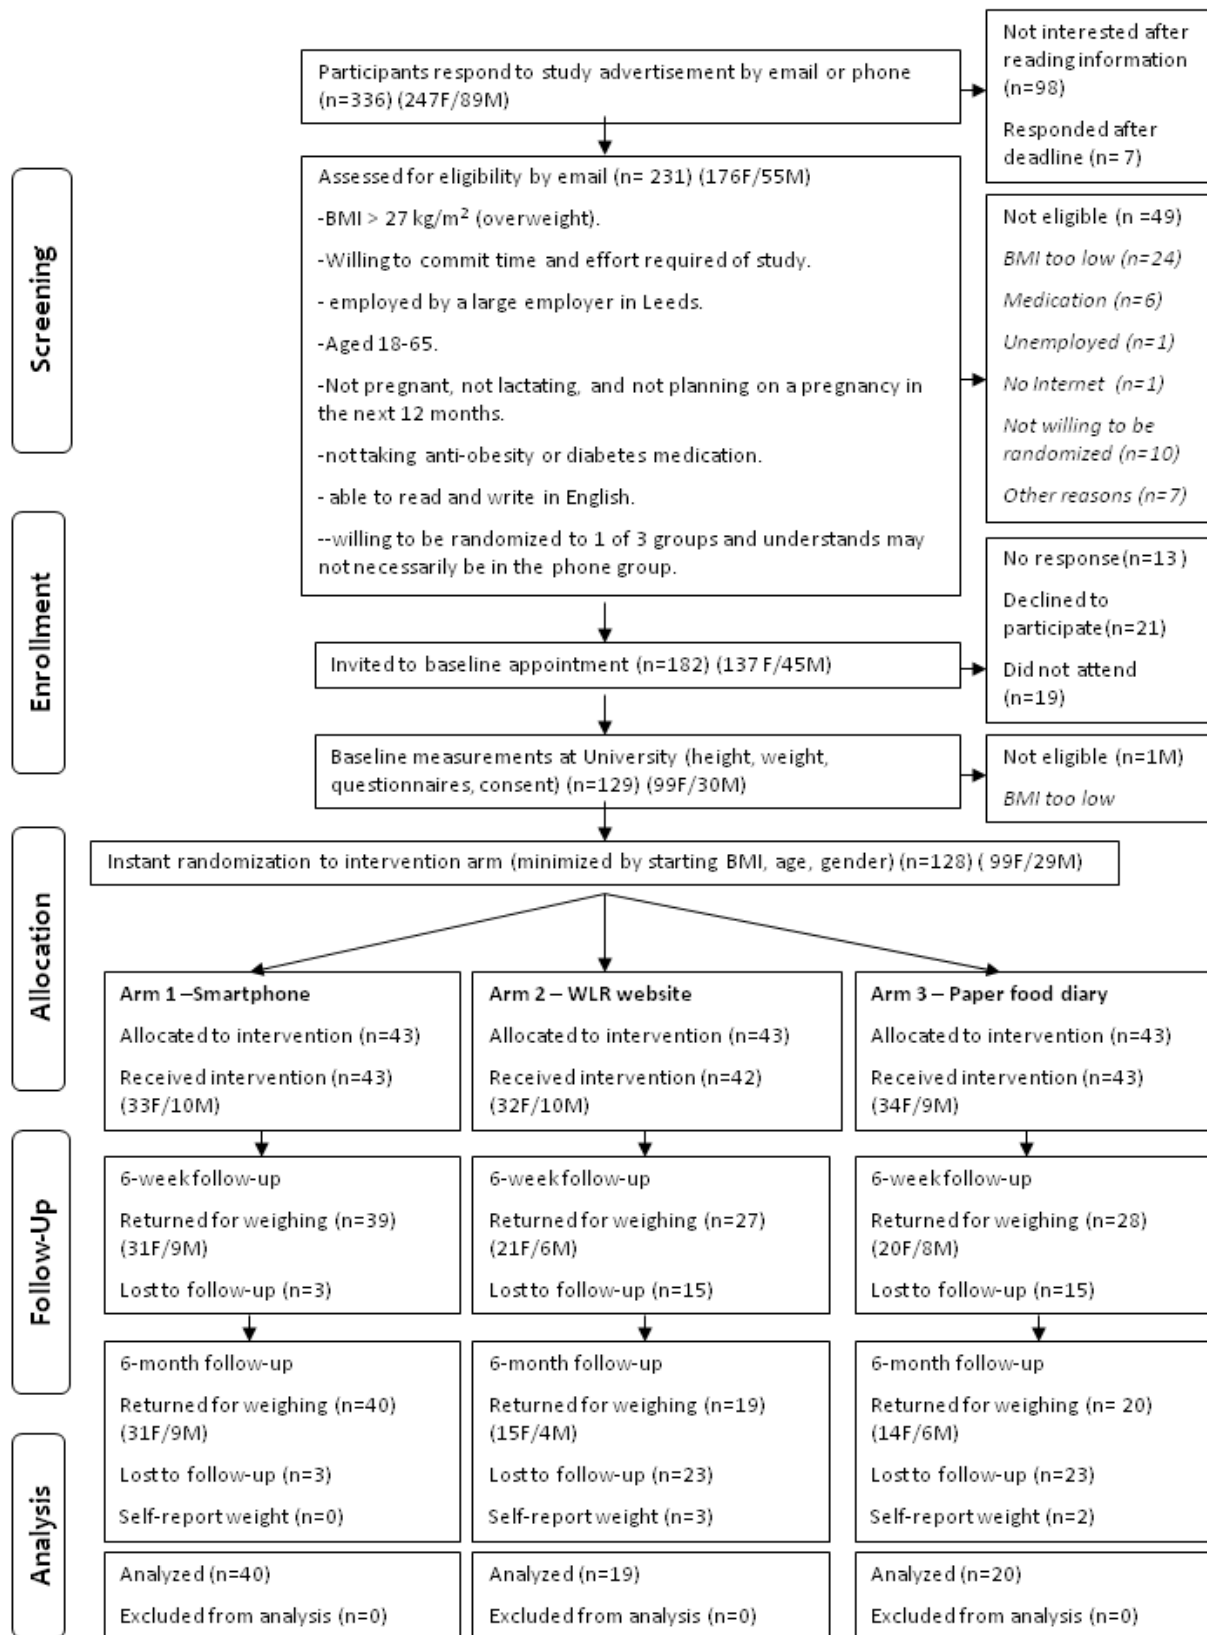 Participants respond to study advertisement by email or phone
(n=336) (247F/89M)
Not interested after
reading information
(n=98)
Responded after
deadline (n= 7)
Screening
Assessed for eligibility by email (n= 231) (176F/55M)
-BMI > 27 kg/m² (overweight).
-Willing to commit time and effort required of study.
- employed by a large employer in Leeds.
-Aged 18-65.
-Not pregnant, not lactating, and not planning on a pregnancy in
the next 12 months.
-not taking anti-obesity or diabetes medication.
- able to read and write in English.
--willing to be randomized to 1 of 3 groups and understands may
not necessarily be in the phone group.
Not eligible (n =49)
BMI too low (n=24)
Medication (n=6)
Unemployed (n=1)
No Internet (n=1)
Not willing to be
randomized (n=10)
Other reasons (n=7)
Enrollment
Invited to baseline appointment (n=182) (137 F/45M)
No response(n=13 )
Declined to
participate(n=21)
Did not attend
(n=19)
Baseline measurements at University (height, weight,
questionnaires, consent) (n=129) (99F/30M)
Not eligible (n=1M)
BMI too low
Allocation
Instant randomization to intervention arm (minimized by starting BMI, age, gender) (n=128) ( 99F/29M)
Arm 1 –Smartphone
Allocated to intervention (n=43)
Received intervention (n=43)
(33F/10M)
Arm 2 – WLR website
Allocated to intervention (n=43)
Received intervention (n=42)
(32F/10M)
Arm 3 – Paper food diary
Allocated to intervention (n=43)
Received intervention (n=43)
(34F/9M)
Follow-Up
6-week follow-up
Returned for weighing (n=39)
(31F/9M)
Lost to follow-up (n=3)
6-week follow-up
Returned for weighing (n=27)
(21F/6M)
Lost to follow-up (n=15)
6-week follow-up
Returned for weighing (n=28)
(20F/8M)
Lost to follow-up (n=15)
6-month follow-up
Returned for weighing (n=40)
(31F/9M)
Lost to follow-up (n=3)
Self-report weight (n=0)
6-month follow-up
Returned for weighing (n=19)
(15F/4M)
Lost to follow-up (n=23)
Self-report weight (n=3)
6-month follow-up
Returned for weighing (n= 20)
(14F/6M)
Lost to follow-up (n=23)
Self-report weight (n=2)
Analysis
Analyzed (n=40)
Excluded from analysis (n=0)
Analyzed (n=19)
Excluded from analysis (n=0)
Analyzed (n=20)
Excluded from analysis (n=0)